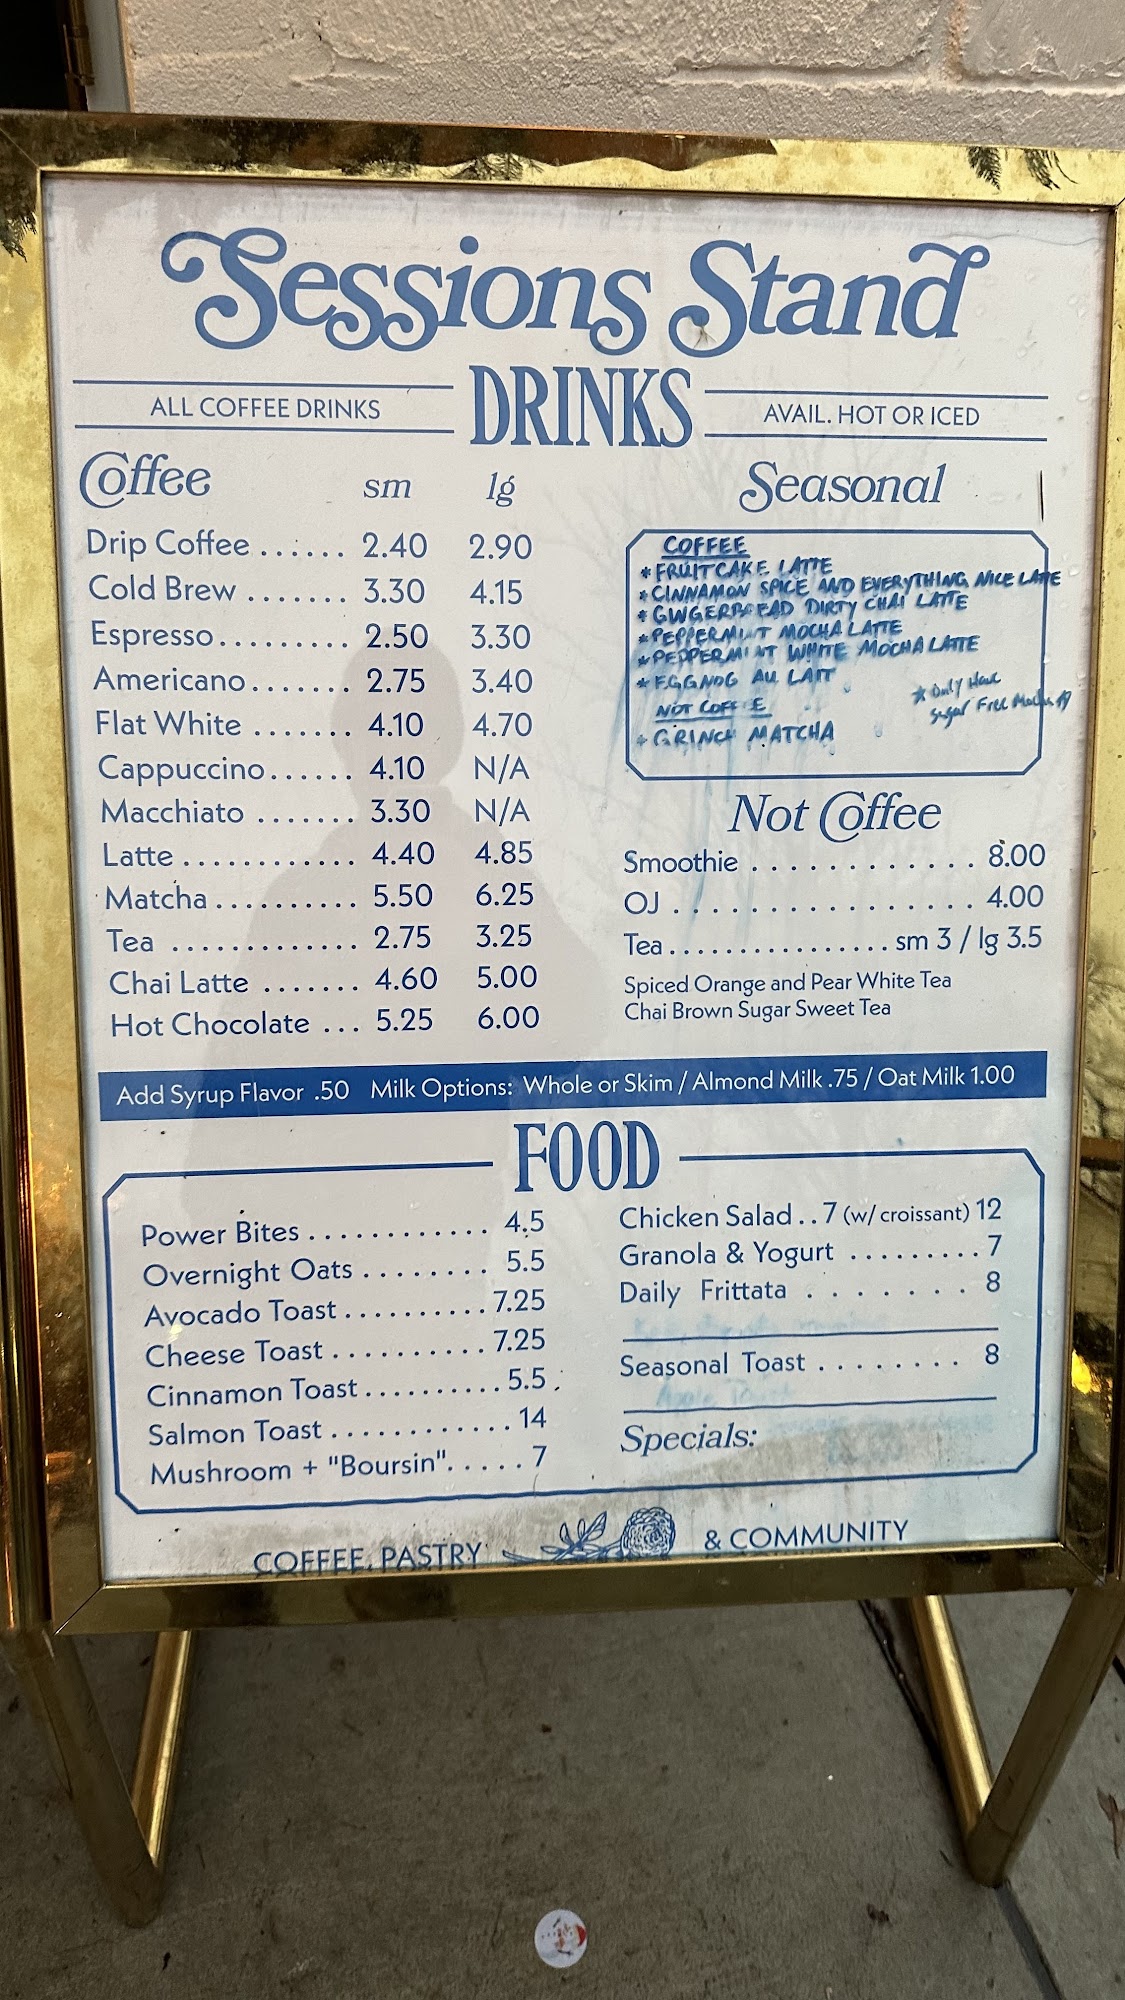 Sessions Stand
DRINKS
ALL COFFEE DRINKS
AVAIL. HOT OR ICED
Coffee sm lg
Drip Coffee ...... 2.40 2.90
Cold Brew ....... 3.30 4.15
Espresso......... 2.50 3.30
Americano....... 2.75 3.40
Flat White ....... 4.10 4.70
Cappuccino...... 4.10 N/A
Macchiato ....... 3.30 N/A
Latte ............ 4.40 4.85
Matcha .......... 5.50 6.25
Tea ............. 2.75 3.25
Chai Latte ....... 4.60 5.00
Hot Chocolate ... 5.25 6.00
Seasonal
COFFEE
* FRUITCAKE LATTE
* CINNAMON SPICE AND EVERYTHING NICE LATTE
* GINGERBREAD DIRTY CHAI LATTE
* PEPPERMINT MOCHA LATTE
* PEPPERMINT WHITE MOCHA LATTE
* EGGNOG AU LAIT
* Only Have
Sugar Free Mocha
NOT COFFEE
* GRINCH MATCHA
Not Coffee
Smoothie ............ 8.00
OJ ................ 4.00
Tea ................ sm 3 / lg 3.5
Spiced Orange and Pear White Tea
Chai Brown Sugar Sweet Tea
Add Syrup Flavor .50 Milk Options: Whole or Skim / Almond Milk .75 / Oat Milk 1.00
FOOD
Power Bites ............ 4.5
Overnight Oats ........ 5.5
Avocado Toast .......... 7.25
Cheese Toast .......... 7.25
Cinnamon Toast .......... 5.5
Salmon Toast ............ 14
Mushroom + "Boursin"..... 7
Chicken Salad .. 7 (w/ croissant) 12
Granola & Yogurt ......... 7
Daily Frittata ....... 8
Seasonal Toast ........ 8
Specials:
COFFEE, PASTRY & COMMUNITY